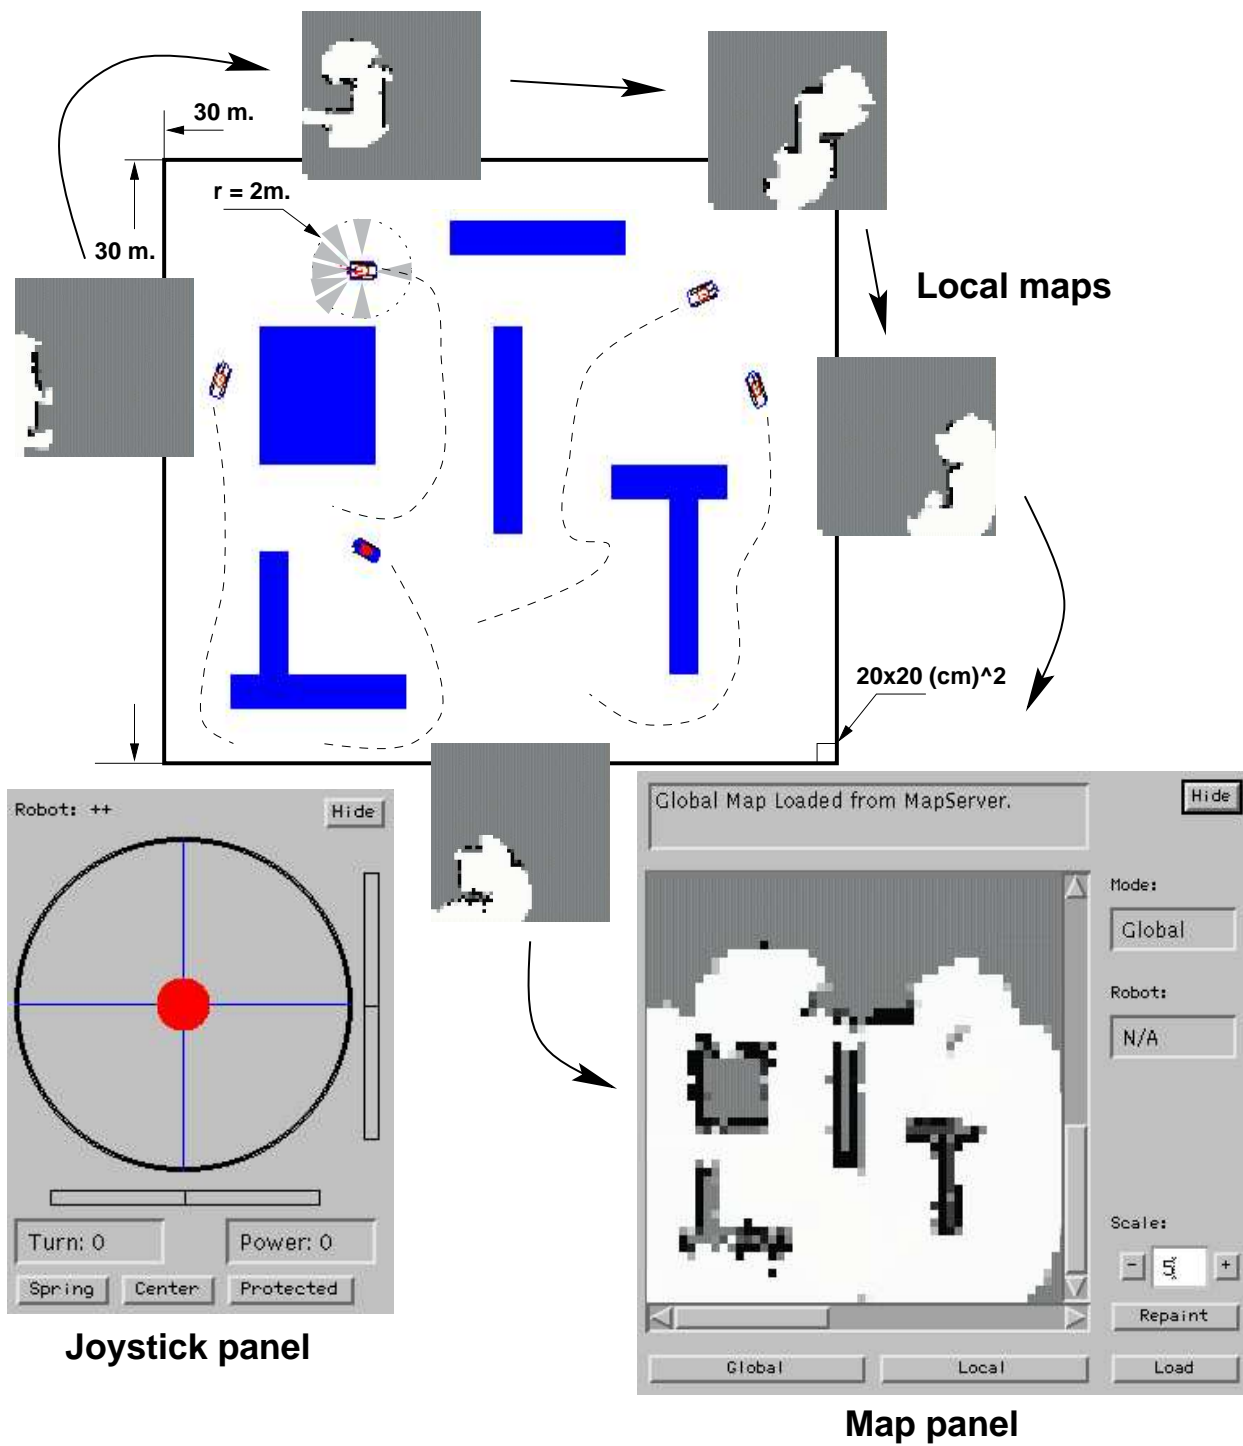 30 m.
r = 2m.
30 m.
Local maps
20x20 (cm)^2
Robot: ++
Hide
Turn: 0
Power: 0
Spring
Center
Protected
Joystick panel
Global Map Loaded from MapServer.
Hide
Mode:
Global
Robot:
N/A
Scale:
-
+
Repaint
Global
Local
Load
Map panel